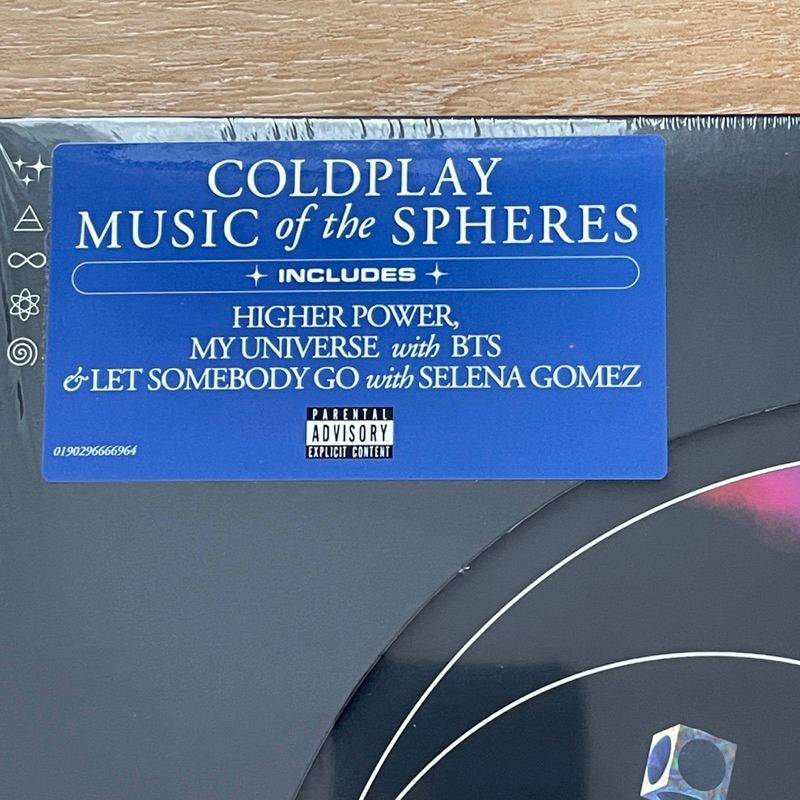 COLDPLAY
MUSIC of the SPHERES
INCLUDES
HIGHER POWER,
MY UNIVERSE with BTS
& LET SOMEBODY GO with SELENA GOMEZ
PARENTAL
ADVISORY
EXPLICIT CONTENT
0190296666964